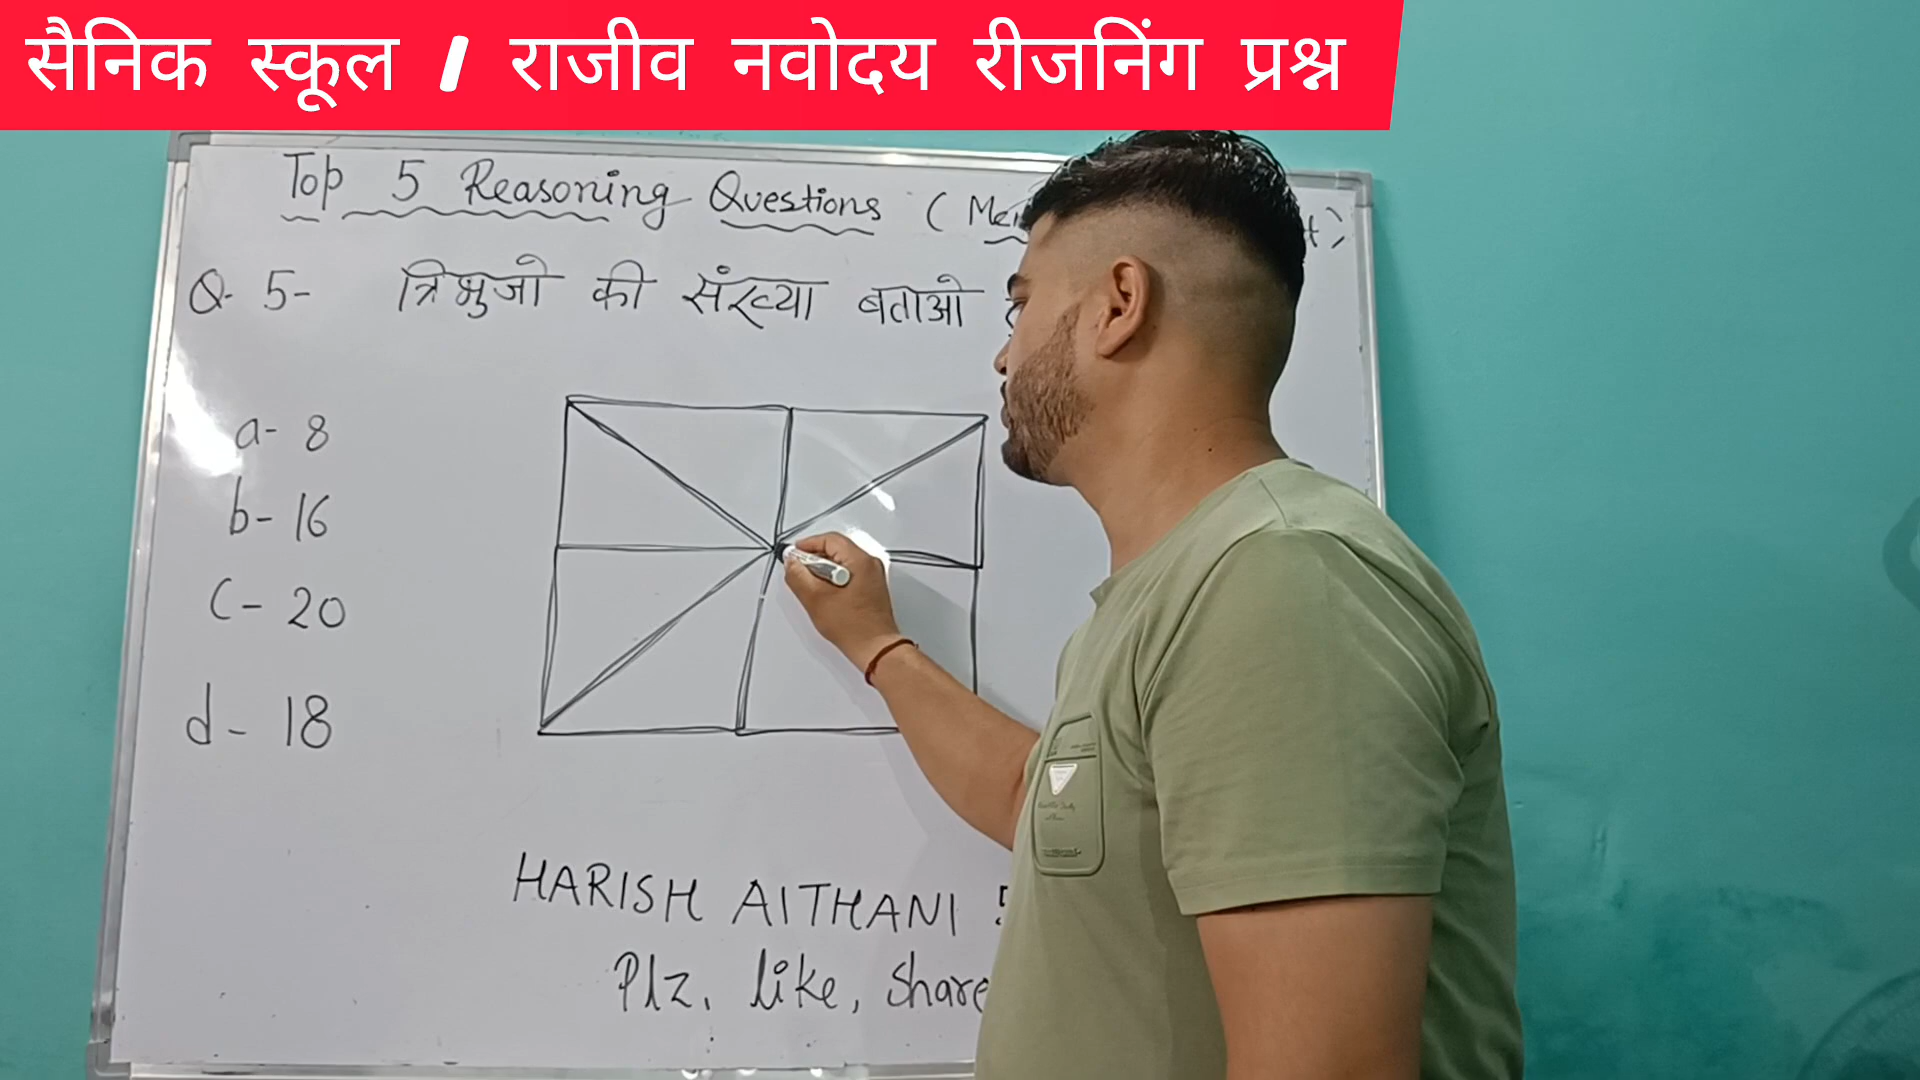 सैनिक स्कूल / राजीव नवोदय रीजनिंग प्रश्न
Top 5 Reasoning Questions (
Q- 5- त्रिभुजो की संख्या बताओ
a- 8
b- 16
C- 20
d- 18
HARISH AITHANI
Plz. like, Share